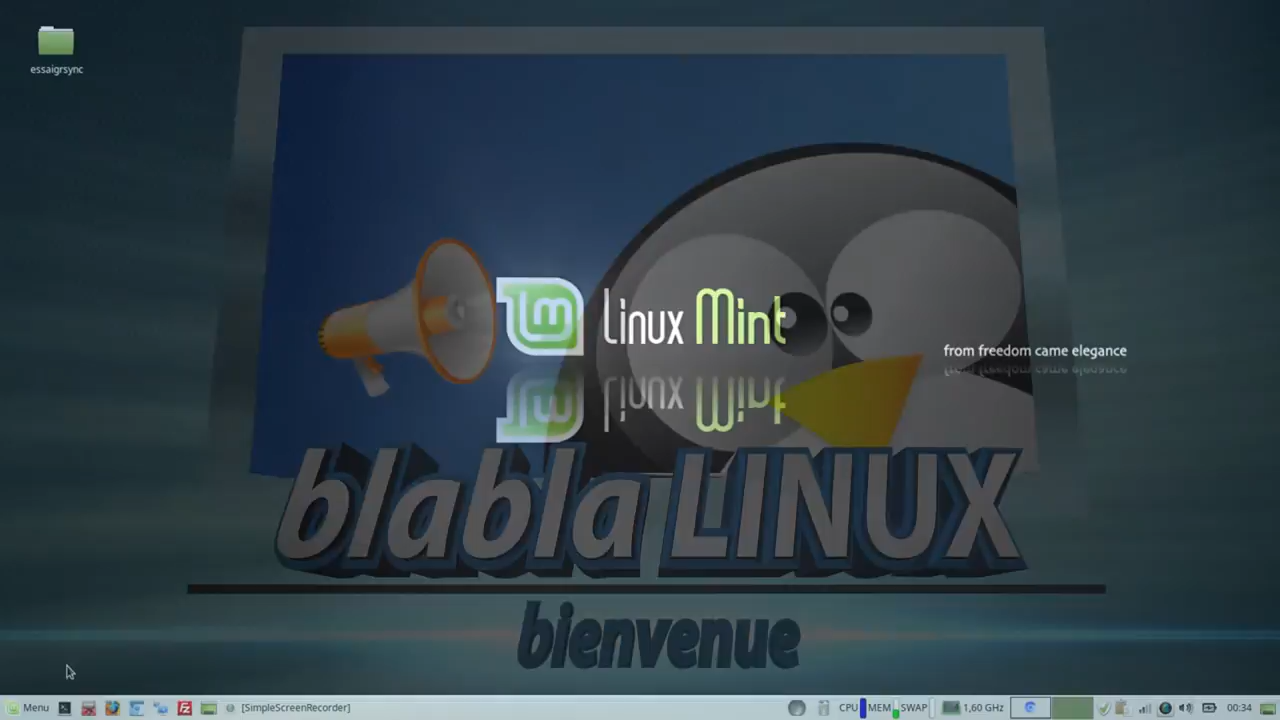 essaigrsync
Linux Mint
from freedom came elegance
blabla LINUX
bienvenue
Menu
[SimpleScreenRecorder]
CPU
MEM
SWAP
1,60 GHz
00:34